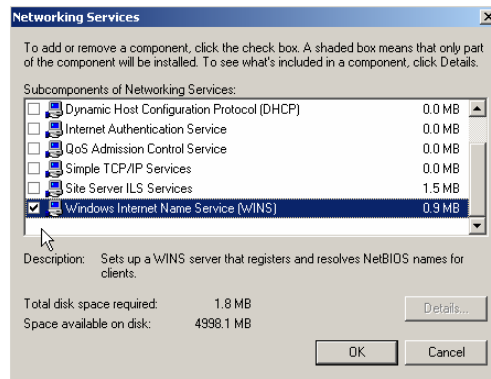 Networking Services
To add or remove a component, click the check box. A shaded box means that only part
of the component will be installed. To see what's included in a component, click Details.
Subcomponents of Networking Services:
Dynamic Host Configuration Protocol (DHCP) 0.0 MB
Internet Authentication Service 0.0 MB
QoS Admission Control Service 0.0 MB
Simple TCP/IP Services 0.0 MB
Site Server ILS Services 1.5 MB
Windows Internet Name Service (WINS) 0.9 MB
Description: Sets up a WINS server that registers and resolves NetBIOS names for
clients.
Total disk space required: 1.8 MB
Space available on disk: 4998.1 MB
Details...
OK Cancel